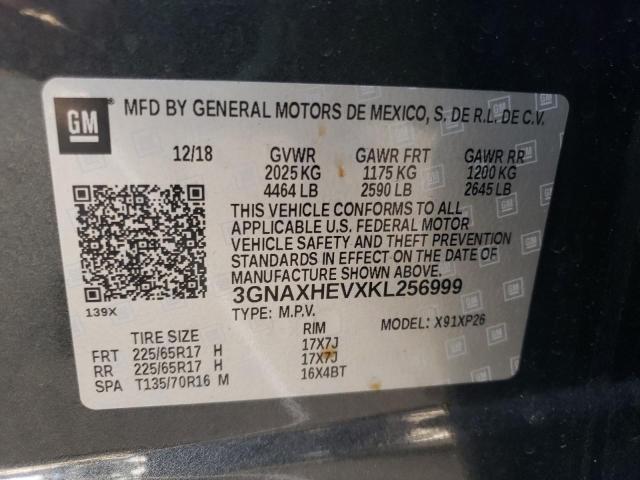 GM
MFD BY GENERAL MOTORS DE MEXICO, S. DE R.L. DE C.V.
12/18 GVWR GAWR FRT GAWR RR
2025 KG 1175 KG 1200 KG
4464 LB 2590 LB 2645 LB
THIS VEHICLE CONFORMS TO ALL
APPLICABLE U.S. FEDERAL MOTOR
VEHICLE SAFETY AND THEFT PREVENTION
STANDARDS IN EFFECT ON THE DATE OF
MANUFACTURE SHOWN ABOVE.
3GNAXHEVXKL256999
139X
TYPE: M.P.V. MODEL: X91XP26
TIRE SIZE RIM
FRT 225/65R17 H 17X7J
RR 225/65R17 H 17X7J
SPA T135/70R16 M 16X4BT